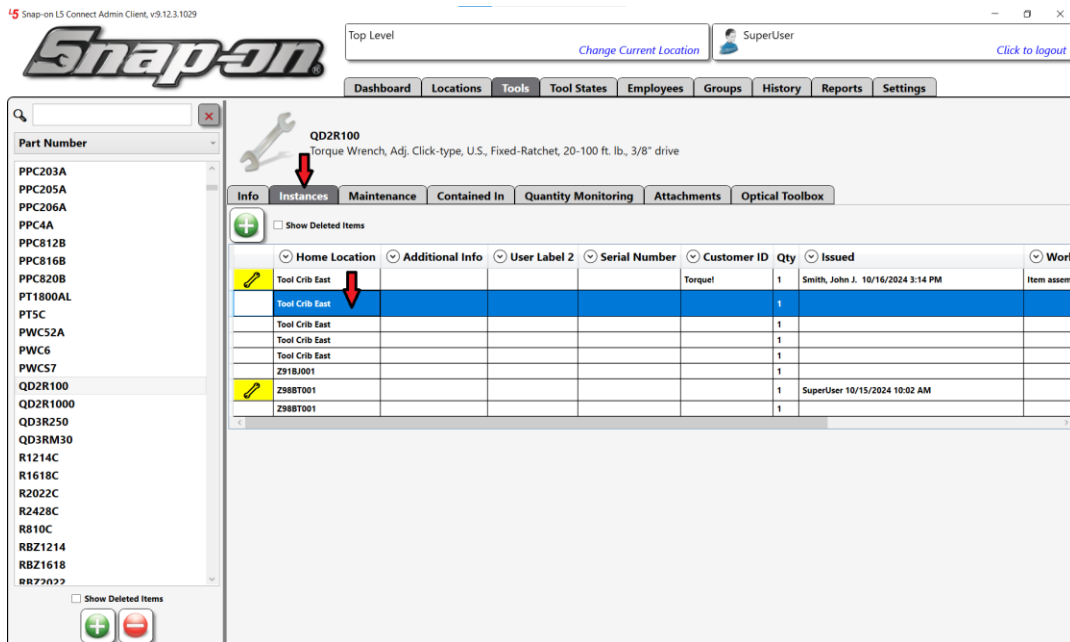 L5 Snap-on L5 Connect Admin Client, v:9.12.3.1029
Snap-on®
Top Level
Change Current Location
SuperUser
Click to logout
Dashboard Locations Tools Tool States Employees Groups History Reports Settings
Part Number
PPC203A
PPC205A
PPC206A
PPC4A
PPC812B
PPC816B
PPC820B
PT1800AL
PT5C
PWC52A
PWC6
PWCS7
QD2R100
QD2R1000
QD3R250
QD3RM30
R1214C
R1618C
R2022C
R2428C
R810C
RBZ1214
RBZ1618
RBZ2022
Show Deleted Items
QD2R100
Torque Wrench, Adj. Click-type, U.S., Fixed-Ratchet, 20-100 ft. lb., 3/8" drive
Info Instances Maintenance Contained In Quantity Monitoring Attachments Optical Toolbox
Show Deleted Items
Home Location Additional Info User Label 2 Serial Number Customer ID Qty Issued Worl
Tool Crib East Torque! 1 Smith, John J. 10/16/2024 3:14 PM Item assem
Tool Crib East 1
Tool Crib East 1
Tool Crib East 1
Tool Crib East 1
Z91BJ001 1
Z98BT001 1 SuperUser 10/15/2024 10:02 AM
Z98BT001 1